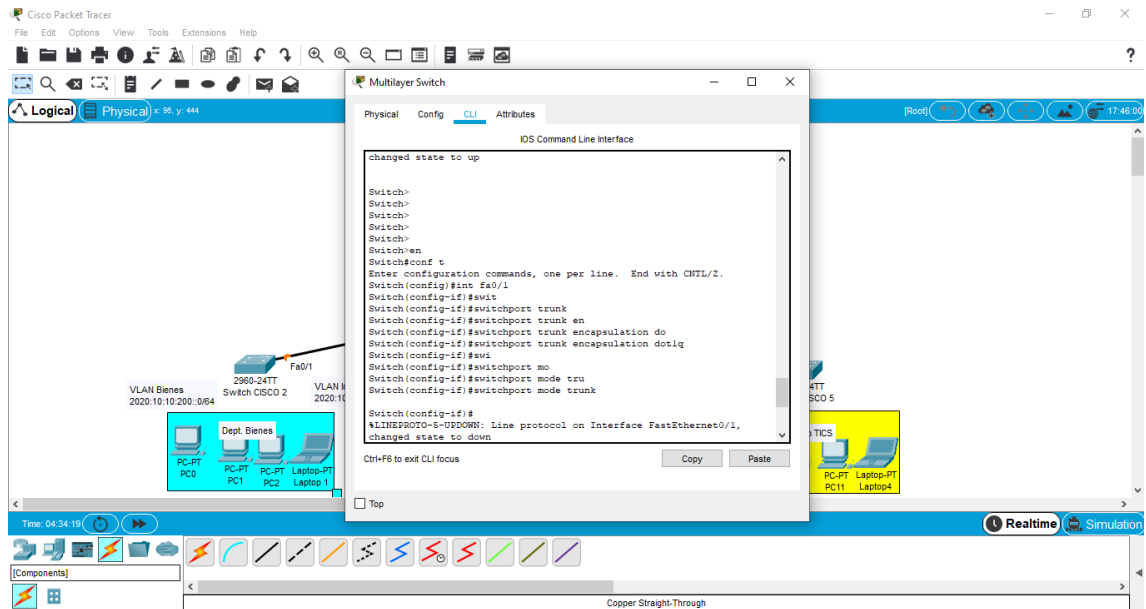 Cisco Packet Tracer
File Edit Options View Tools Extensions Help
?
Logical Physical x: 96, y: 444
[Root] 17:46:00
Multilayer Switch
Physical Config CLI Attributes
IOS Command Line Interface
changed state to up
Switch>
Switch>
Switch>
Switch>
Switch>
Switch>en
Switch#conf t
Enter configuration commands, one per line. End with CNTL/Z.
Switch(config)#int fa0/1
Switch(config-if)#swit
Switch(config-if)#switchport trunk
Switch(config-if)#switchport trunk en
Switch(config-if)#switchport trunk encapsulation do
Switch(config-if)#switchport trunk encapsulation dot1q
Switch(config-if)#swi
Switch(config-if)#switchport mo
Switch(config-if)#switchport mode tru
Switch(config-if)#switchport mode trunk
Switch(config-if)#
%LINEPROTO-5-UPDOWN: Line protocol on Interface FastEthernet0/1,
changed state to down
Ctrl+F6 to exit CLI focus
Copy Paste
Top
Fa0/1
2960-24TT
Switch CISCO 2
VLAN Bienes
2020:10:10:200::0/64
VLAN
2020:10
Dept. Bienes
PC-PT
PC0
PC-PT
PC1
PC-PT
PC2
Laptop-PT
Laptop 1
4TT
SCO 5
TICS
PC-PT
PC11
Laptop-PT
Laptop4
Time: 04:34:19
Realtime Simulation
[Components]
Copper Straight-Through